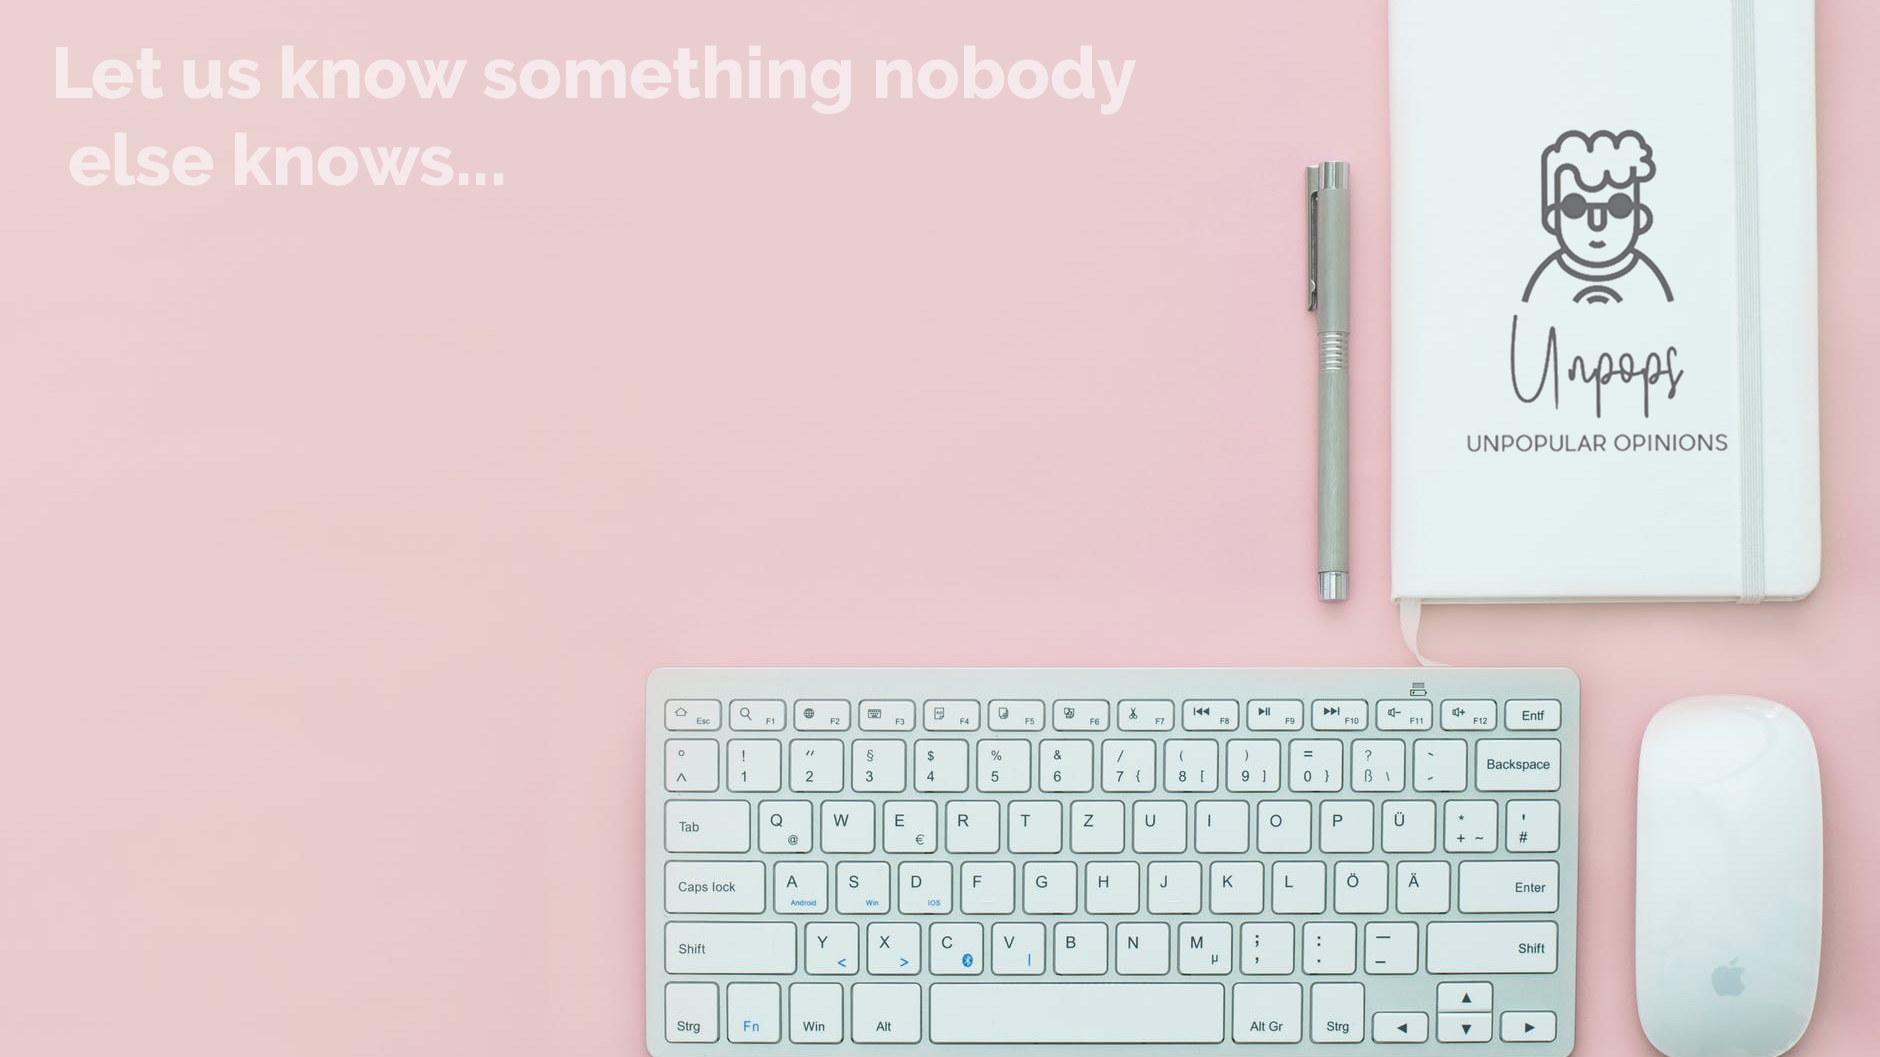 Let us know something nobody
else knows...
Unpops
UNPOPULAR OPINIONS
Esc F1 F2 F3 F4 F5 F6 F7 F8 F9 F10 F11 F12 Entf
° ! " § $ % & / ( ) = ? `
^ 1 2 3 4 5 6 7 { 8 [ 9 ] 0 } ß \ ´ Backspace
Tab Q @ W E € R T Z U I O P Ü * + ~ ' #
Caps lock A Android S Win D IOS F G H J K L Ö Ä Enter
Shift Y < X > C V | B N M µ ; , : . — _ Shift
Strg Fn Win Alt Alt Gr Strg ◄ ▲ ▼ ►